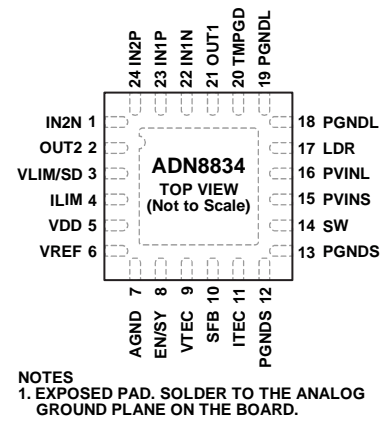 24 IN2P
23 IN1P
22 IN1N
21 OUT1
20 TMPGD
19 PGNDL
IN2N 1
OUT2 2
VLIM/SD 3
ILIM 4
VDD 5
VREF 6
ADN8834
TOP VIEW
(Not to Scale)
18 PGNDL
17 LDR
16 PVINL
15 PVINS
14 SW
13 PGNDS
AGND 7
EN/SY 8
VTEC 9
SFB 10
ITEC 11
PGNDS 12
NOTES
1. EXPOSED PAD. SOLDER TO THE ANALOG
GROUND PLANE ON THE BOARD.